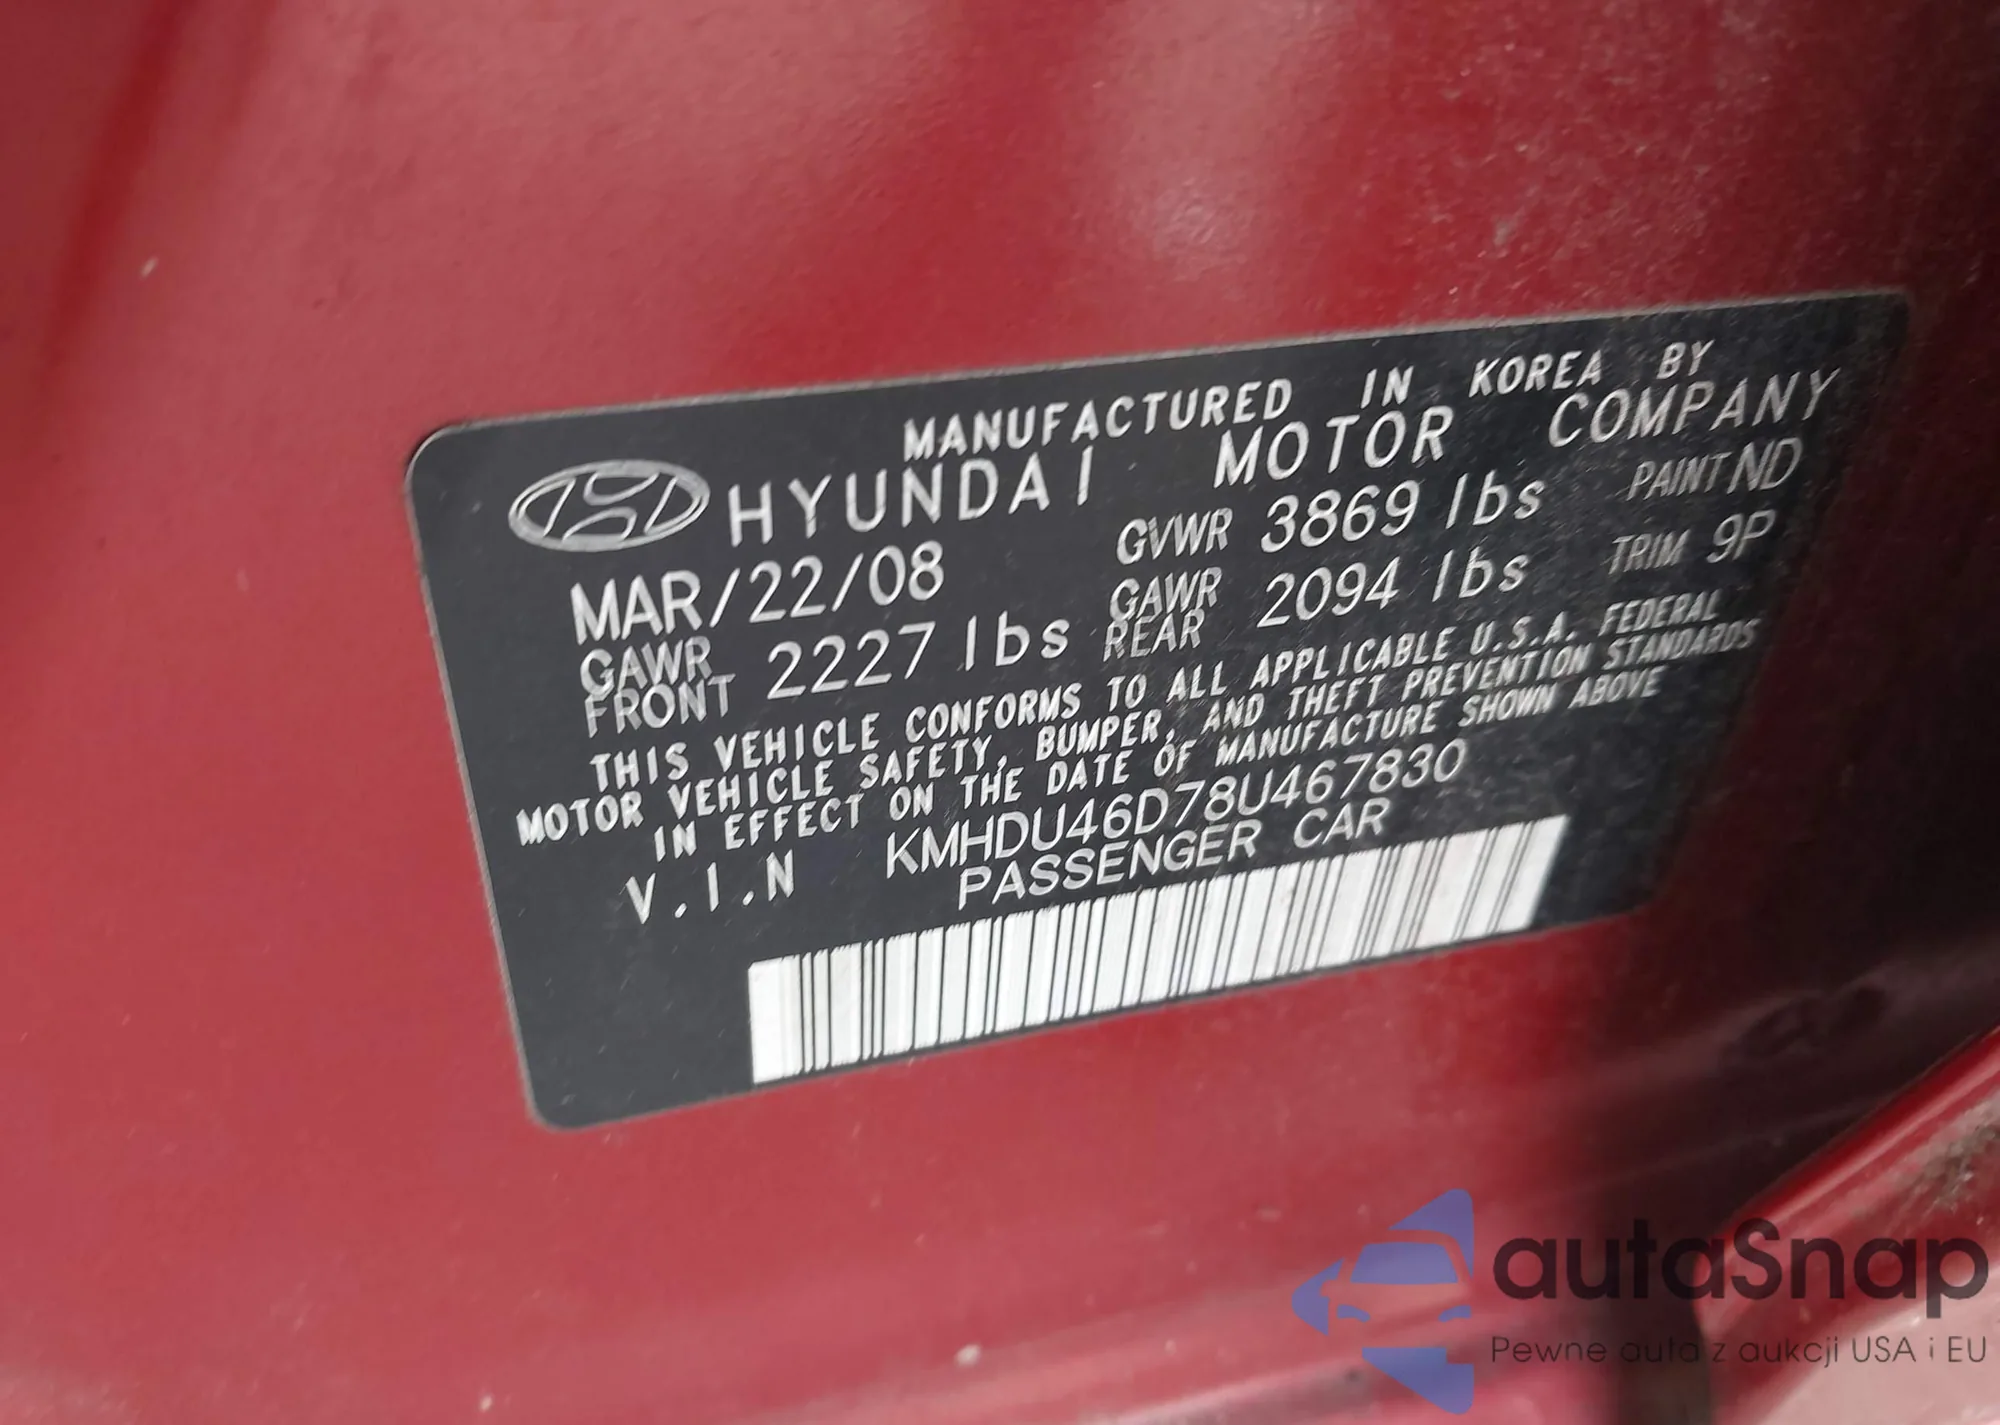 MANUFACTURED IN KOREA BY
HYUNDAI MOTOR COMPANY
MAR/22/08 GVWR 3869 lbs PAINT ND
GAWR FRONT 2227 lbs GAWR REAR 2094 lbs TRIM 9P
THIS VEHICLE CONFORMS TO ALL APPLICABLE U.S.A. FEDERAL
MOTOR VEHICLE SAFETY, BUMPER, AND THEFT PREVENTION STANDARDS
IN EFFECT ON THE DATE OF MANUFACTURE SHOWN ABOVE
V.I.N KMHDU46D78U467830
PASSENGER CAR
autaSnap
Pewne auta z aukcji USA i EU